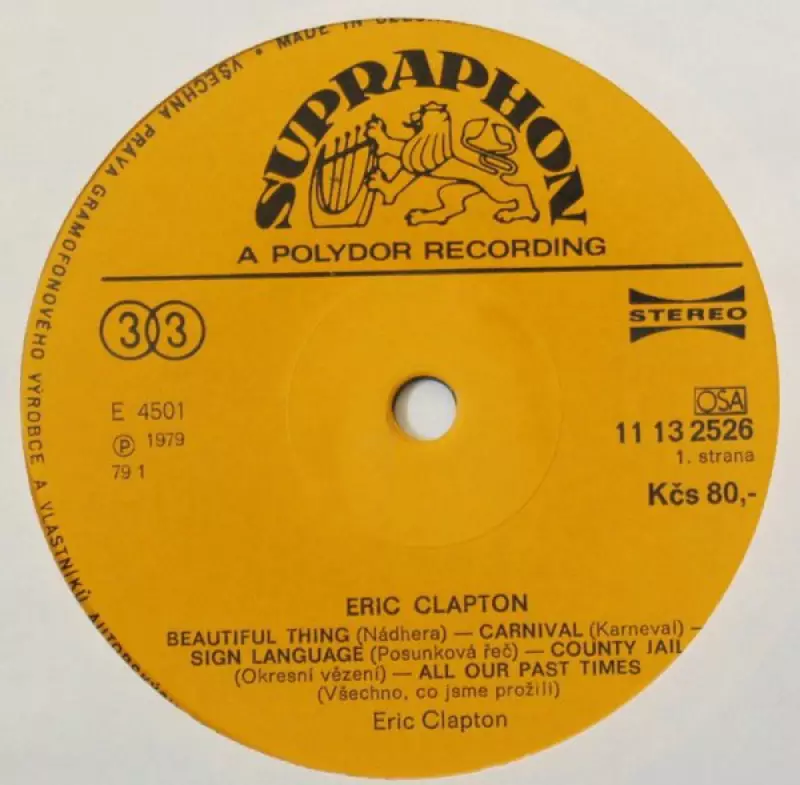 VŠECHNA PRÁVA GRAMOFONOVÉHO VÝROBCE A VLASTNÍKŮ
• MADE IN
SUPRAPHON
A POLYDOR RECORDING
33
STEREO
E 4501
Ⓟ 1979
79 1
OSA
11 13 2526
1. strana
Kčs 80,-
ERIC CLAPTON
BEAUTIFUL THING (Nádhera) — CARNIVAL (Karneval) —
SIGN LANGUAGE (Posunková řeč) — COUNTY JAIL
(Okresní vězení) — ALL OUR PAST TIMES
(Všechno, co jsme prožili)
Eric Clapton